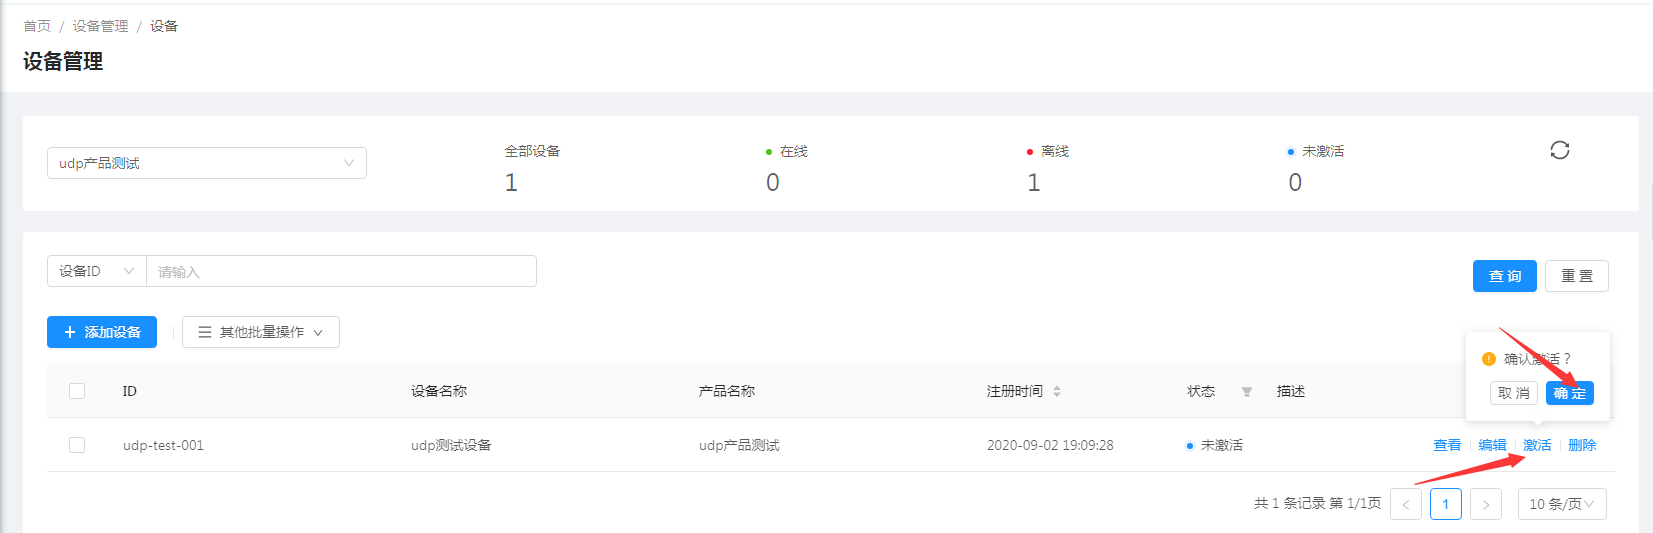 首页 / 设备管理 / 设备
设备管理
udp产品测试
全部设备 在线 离线 未激活
1 0 1 0
设备ID 请输入
查 询 重 置
添加设备 其他批量操作
确认激活？
取 消 确 定
ID 设备名称 产品名称 注册时间 状态 描述
udp-test-001 udp测试设备 udp产品测试 2020-09-02 19:09:28 未激活 查看 编辑 激活 删除
共 1 条记录 第 1/1页 < 1 > 10 条/页